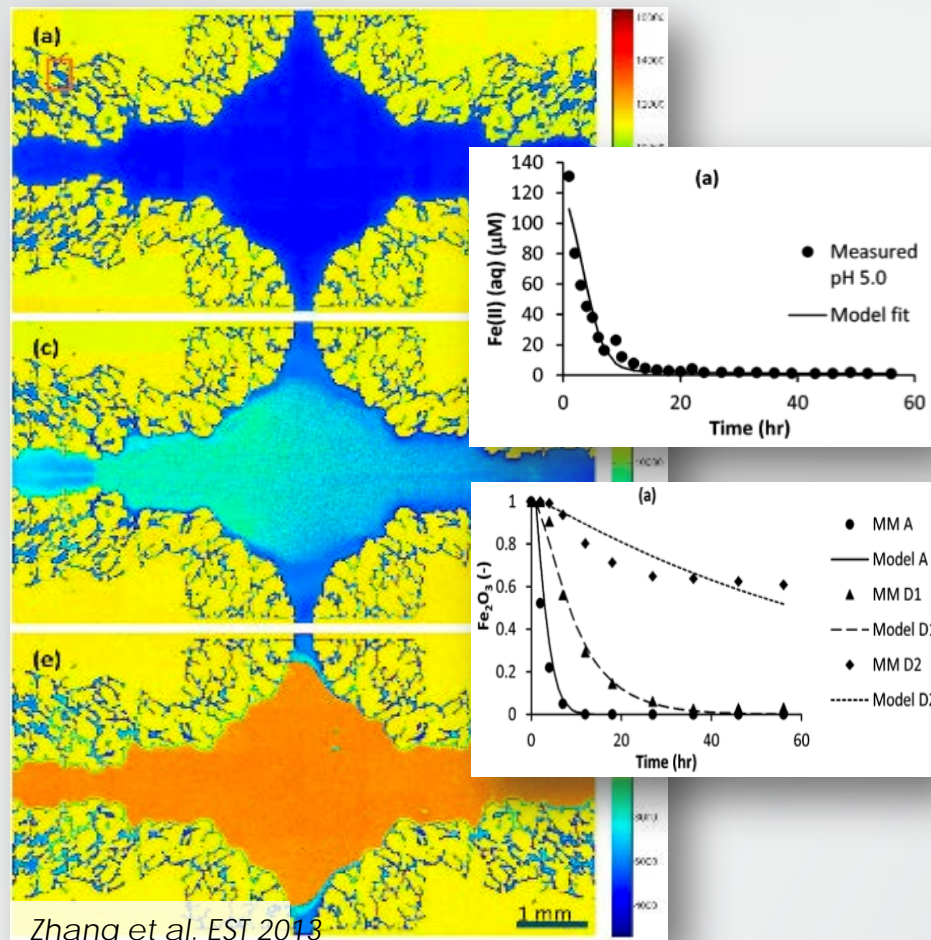 (a)
(c)
(e)
1 mm
Zhang et al. EST 2013
(a)
Fe(II) (aq) (μM)
140
120
100
80
60
40
20
0
0 20 40 60
Time (hr)
Measured
pH 5.0
Model fit
(a)
Fe₂O₃ (-)
1
0.8
0.6
0.4
0.2
0
0 20 40 60
Time (hr)
MM A
Model A
MM D1
Model D1
MM D2
Model D2